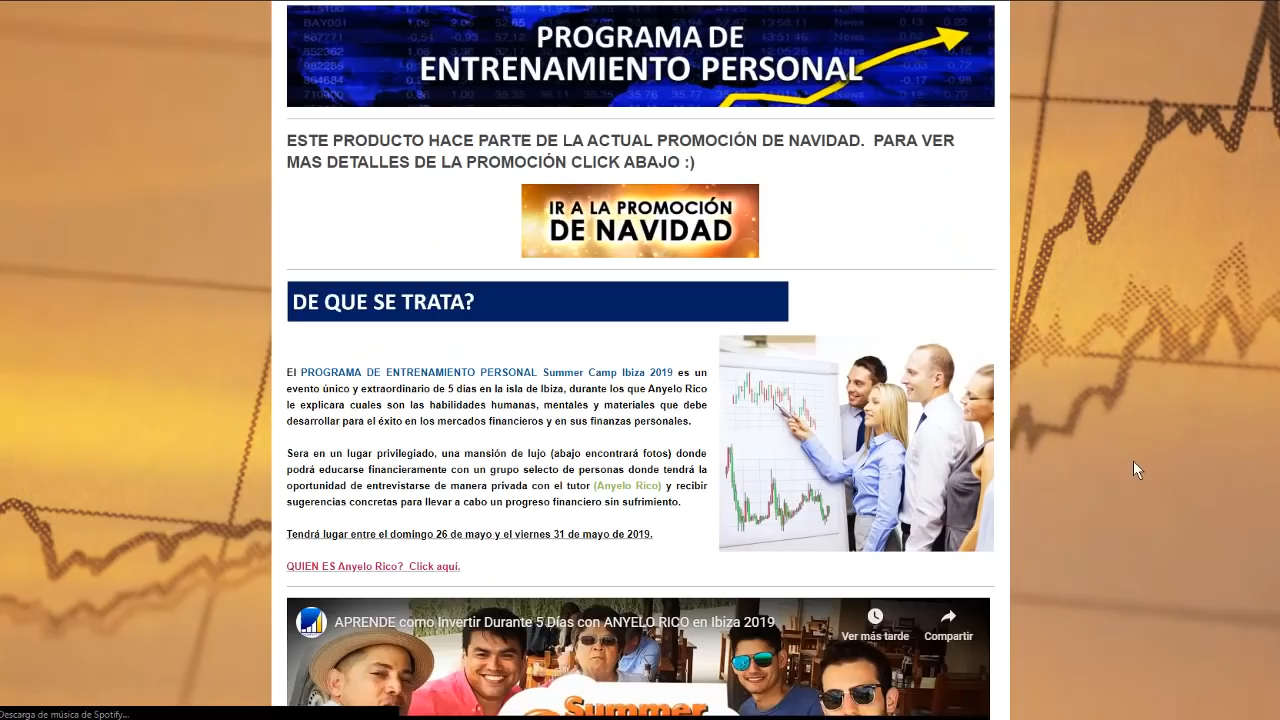 PROGRAMA DE
ENTRENAMIENTO PERSONAL
ESTE PRODUCTO HACE PARTE DE LA ACTUAL PROMOCIÓN DE NAVIDAD. PARA VER
MAS DETALLES DE LA PROMOCIÓN CLICK ABAJO :)
IR A LA PROMOCIÓN
DE NAVIDAD
DE QUE SE TRATA?
El PROGRAMA DE ENTRENAMIENTO PERSONAL Summer Camp Ibiza 2019 es un
evento único y extraordinario de 5 dias en la isla de Ibiza, durante los que Anyelo Rico
le explicara cuales son las habilidades humanas, mentales y materiales que debe
desarrollar para el éxito en los mercados financieros y en sus finanzas personales.
Sera en un lugar privilegiado, una mansión de lujo (abajo encontrará fotos) donde
podrá educarse financieramente con un grupo selecto de personas donde tendrá la
oportunidad de entrevistarse de manera privada con el tutor (Anyelo Rico) y recibir
sugerencias concretas para llevar a cabo un progreso financiero sin sufrimiento.
Tendrá lugar entre el domingo 26 de mayo y el viernes 31 de mayo de 2019.
QUIEN ES Anyelo Rico? Click aquí.
APRENDE como Invertir Durante 5 Días con ANYELO RICO en Ibiza 2019
Ver más tarde
Compartir
Summer
Descarga de música de Spotify...